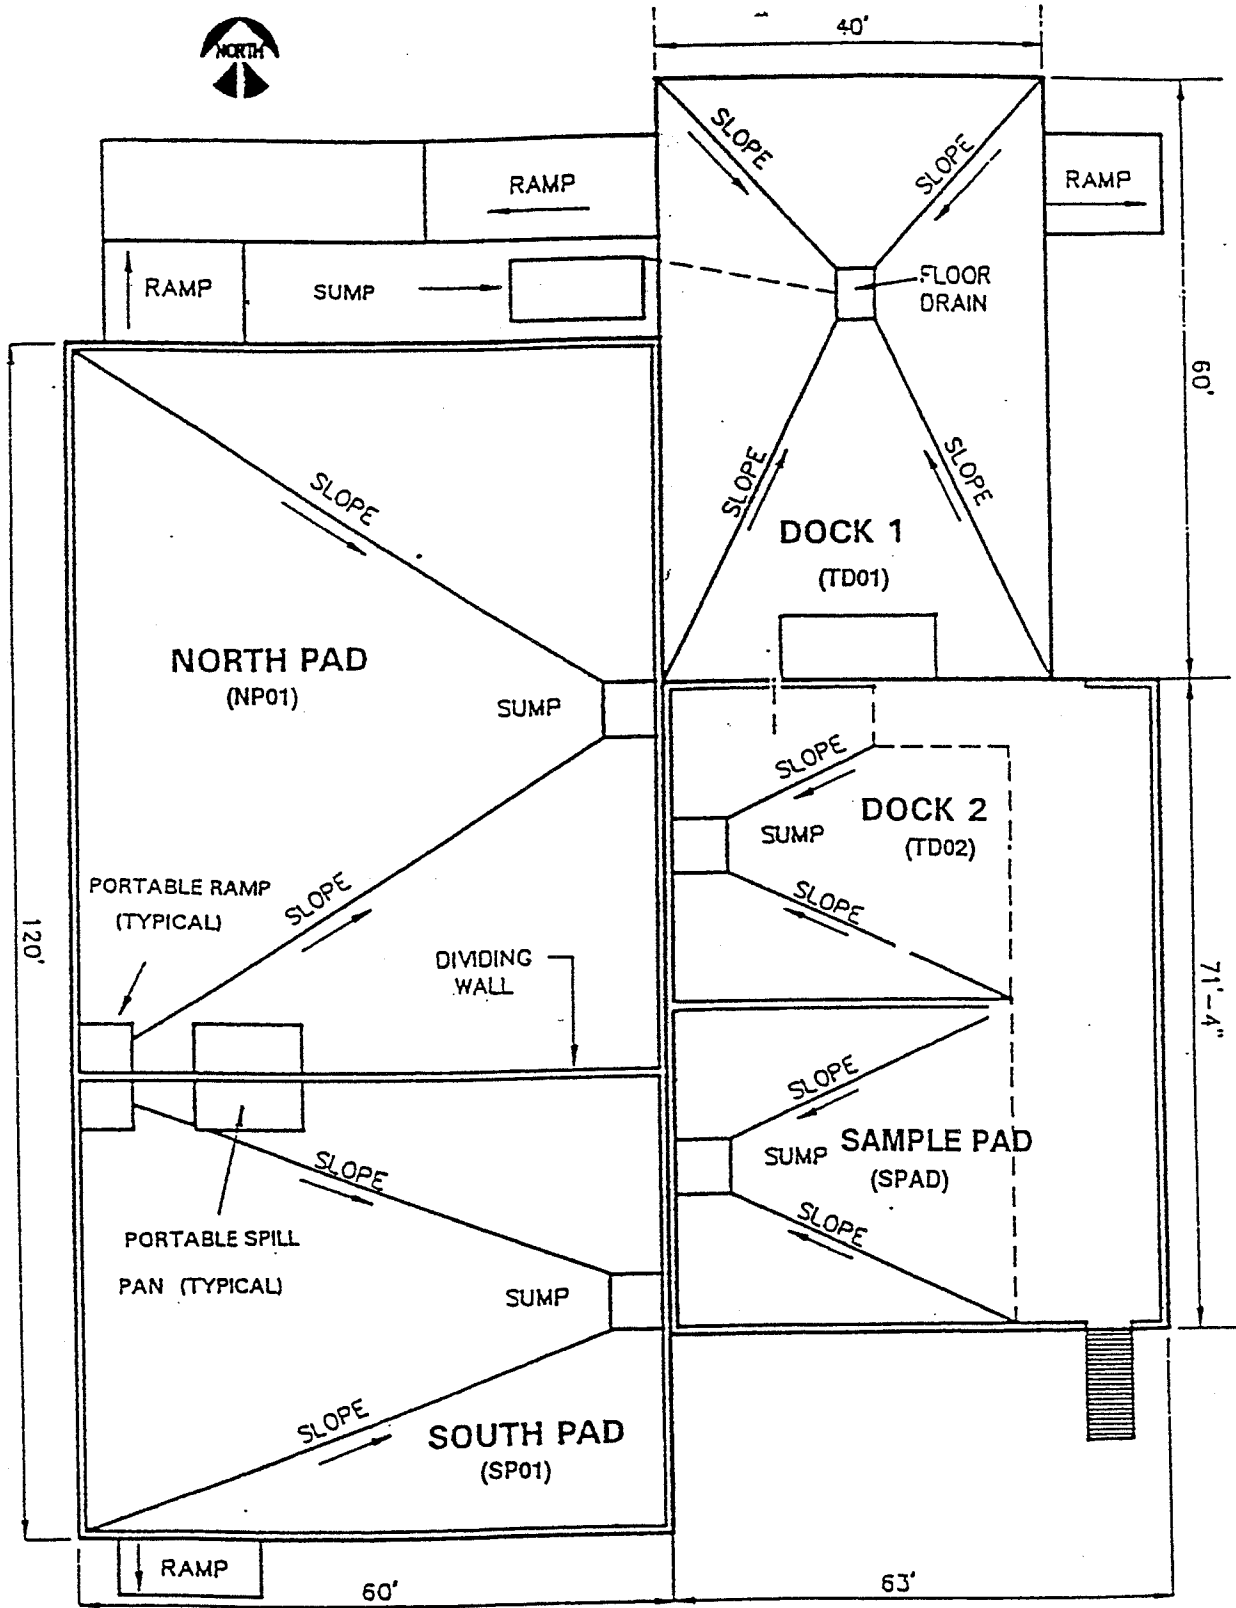 NORTH
40'
SLOPE
SLOPE
RAMP
RAMP
RAMP
SUMP
FLOOR
DRAIN
60'
SLOPE
SLOPE
SLOPE
DOCK 1
(TD01)
NORTH PAD
(NP01)
SUMP
SLOPE
DOCK 2
(TD02)
SUMP
SLOPE
PORTABLE RAMP
(TYPICAL)
SLOPE
120'
DIVIDING
WALL
71'-4"
SLOPE
SAMPLE PAD
(SPAD)
SUMP
SLOPE
SLOPE
PORTABLE SPILL
PAN (TYPICAL)
SUMP
SLOPE
SOUTH PAD
(SP01)
RAMP
60'
63'